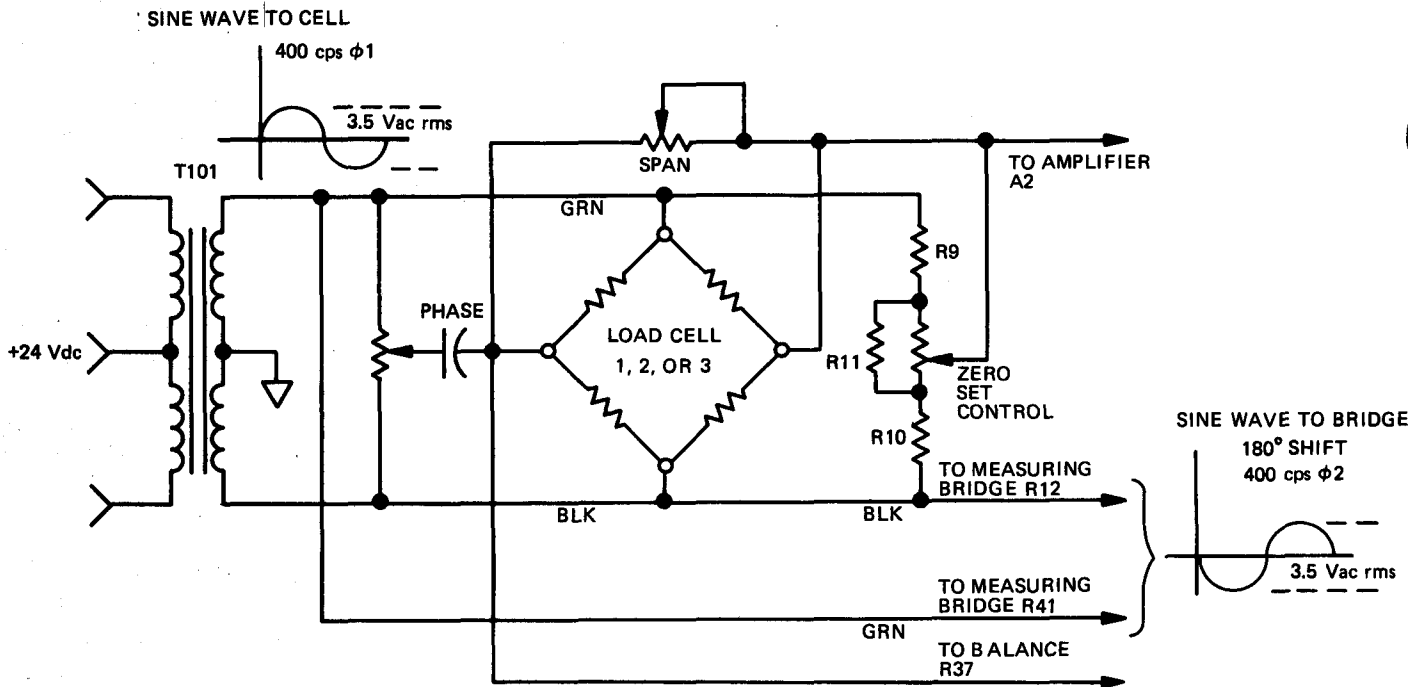 SINE WAVE TO CELL
400 cps ϕ1
3.5 Vac rms
T101
+24 Vdc
SPAN
TO AMPLIFIER
A2
GRN
R9
PHASE
LOAD CELL
1, 2, OR 3
R11
ZERO
SET
CONTROL
R10
SINE WAVE TO BRIDGE
180° SHIFT
400 cps ϕ2
TO MEASURING
BRIDGE R12
BLK
BLK
3.5 Vac rms
TO MEASURING
BRIDGE R41
GRN
TO BALANCE
R37